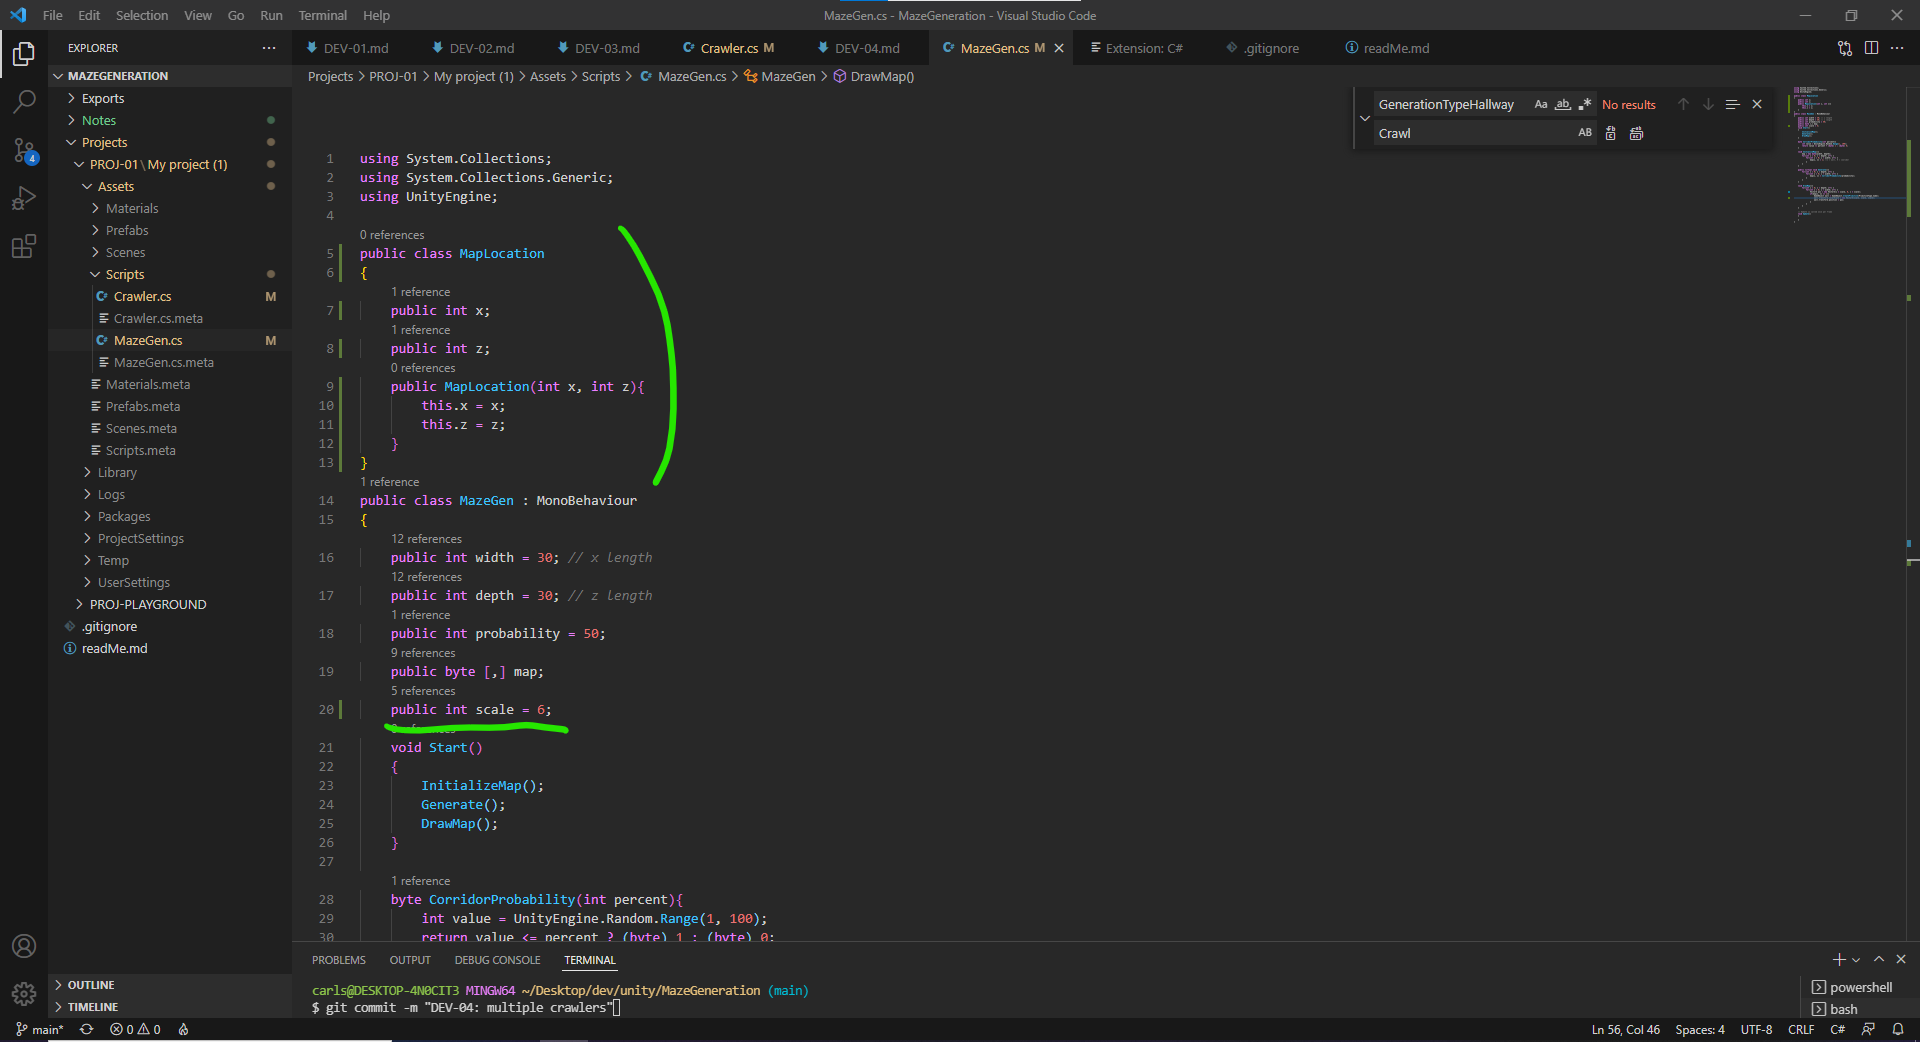 File Edit Selection View Go Run Terminal Help
MazeGen.cs - MazeGeneration - Visual Studio Code
EXPLORER
DEV-01.md DEV-02.md DEV-03.md Crawler.cs M DEV-04.md MazeGen.cs M Extension: C# .gitignore readMe.md
MAZEGENERATION
Exports
Notes
Projects
PROJ-01 \ My project (1)
Assets
Materials
Prefabs
Scenes
Scripts
Crawler.cs M
Crawler.cs.meta
MazeGen.cs M
MazeGen.cs.meta
Materials.meta
Prefabs.meta
Scenes.meta
Scripts.meta
Library
Logs
Packages
ProjectSettings
Temp
UserSettings
PROJ-PLAYGROUND
.gitignore
readMe.md
OUTLINE
TIMELINE
4
Projects > PROJ-01 > My project (1) > Assets > Scripts > MazeGen.cs > MazeGen > DrawMap()
GenerationTypeHallway Aa ab .* No results
Crawl AB
1 using System.Collections;
2 using System.Collections.Generic;
3 using UnityEngine;
4
0 references
5 public class MapLocation
6 {
1 reference
7 public int x;
1 reference
8 public int z;
0 references
9 public MapLocation(int x, int z){
10 this.x = x;
11 this.z = z;
12 }
13 }
1 reference
14 public class MazeGen : MonoBehaviour
15 {
12 references
16 public int width = 30; // x length
12 references
17 public int depth = 30; // z length
1 reference
18 public int probability = 50;
9 references
19 public byte [,] map;
5 references
20 public int scale = 6;
21 void Start()
22 {
23 InitializeMap();
24 Generate();
25 DrawMap();
26 }
27
1 reference
28 byte CorridorProbability(int percent){
29 int value = UnityEngine.Random.Range(1, 100);
30 return value <= percent ? (byte) 1 : (byte) 0;
PROBLEMS OUTPUT DEBUG CONSOLE TERMINAL
carls@DESKTOP-4N0CIT3 MINGW64 ~/Desktop/dev/unity/MazeGeneration (main)
$ git commit -m "DEV-04: multiple crawlers"
powershell
bash
main* 0 0
Ln 56, Col 46 Spaces: 4 UTF-8 CRLF C#